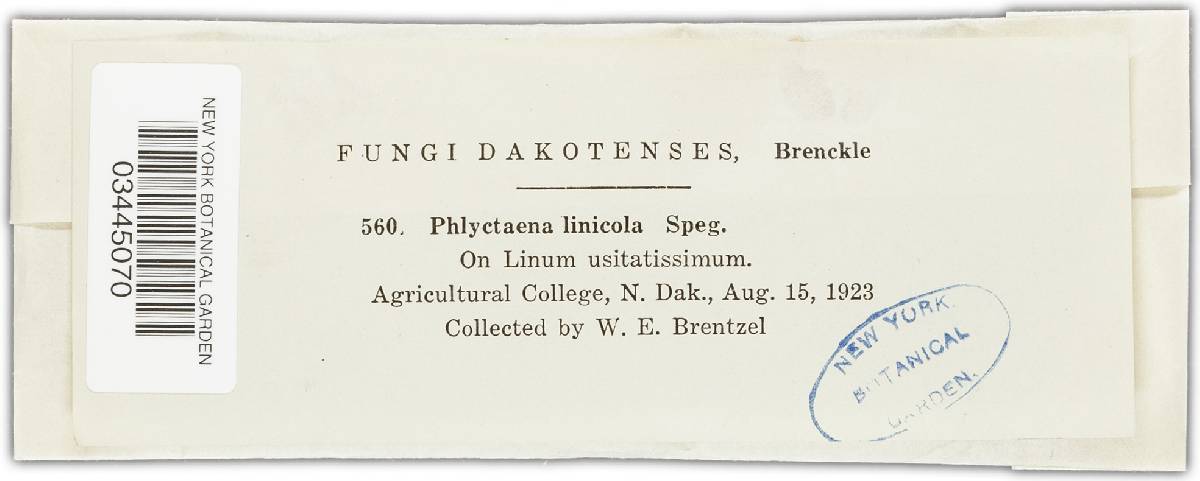 NEW YORK BOTANICAL GARDEN
03445070
FUNGI DAKOTENSES, Brenckle
560. Phlyctaena linicola Speg.
On Linum usitatissimum.
Agricultural College, N. Dak., Aug. 15, 1923
Collected by W. E. Brentzel
NEW YORK
BOTANICAL
GARDEN.